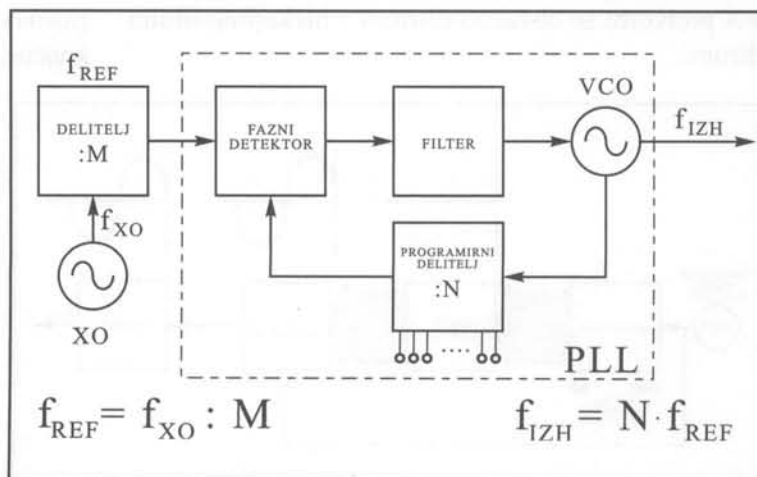 f_REF
DELITELJ
:M
FAZNI
DETEKTOR
FILTER
VCO
f_IZH
f_XO
XO
PROGRAMIRNI
DELITELJ
:N
PLL
f_REF = f_XO : M
f_IZH = N · f_REF